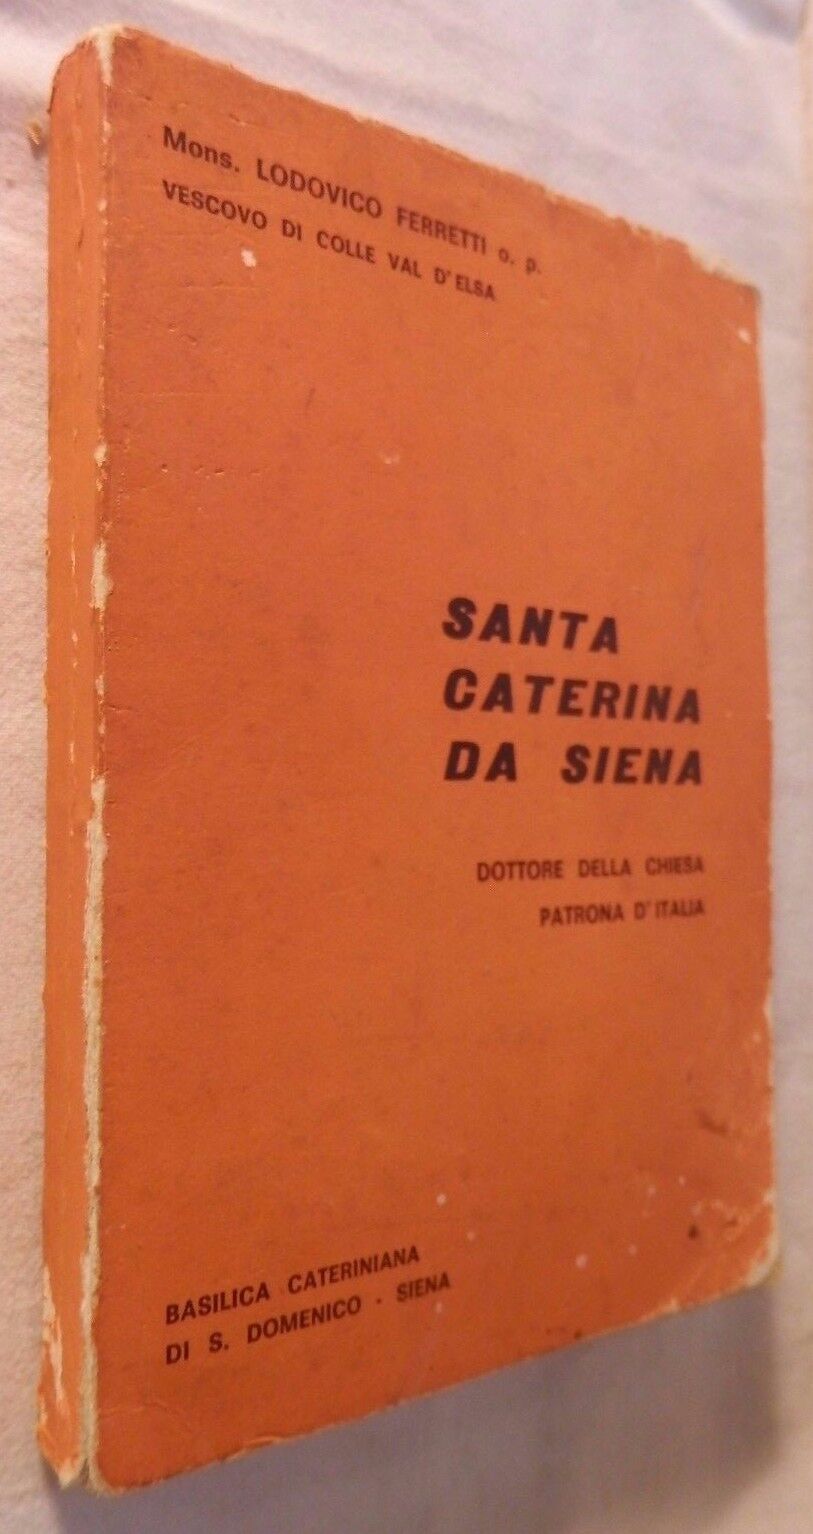 Mons. LODOVICO FERRETTI o. p.
VESCOVO DI COLLE VAL D'ELSA
SANTA
CATERINA
DA SIENA
DOTTORE DELLA CHIESA
PATRONA D'ITALIA
BASILICA CATERINIANA
DI S. DOMENICO - SIENA